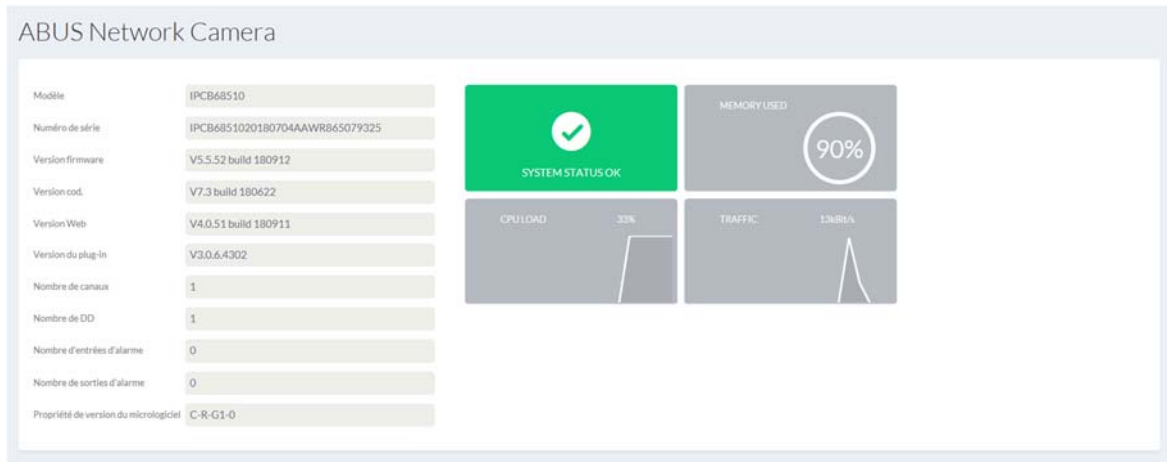 ABUS Network Camera
Modèle IPCB68510
Numéro de série IPCB6851020180704AAWR865079325
Version firmware V5.5.52 build 180912
Version cod. V7.3 build 180622
Version Web V4.0.51 build 180911
Version du plug-in V3.0.6.4302
Nombre de canaux 1
Nombre de DD 1
Nombre d'entrées d'alarme 0
Nombre de sorties d'alarme 0
Propriété de version du micrologiciel C-R-G1-0
SYSTEM STATUS OK
MEMORY USED
90%
CPU LOAD 33%
TRAFFIC 13kBit/s